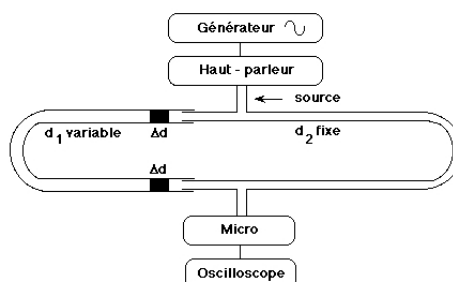 Générateur
Haut - parleur
source
d1 variable
Δd
d2 fixe
Δd
Micro
Oscilloscope